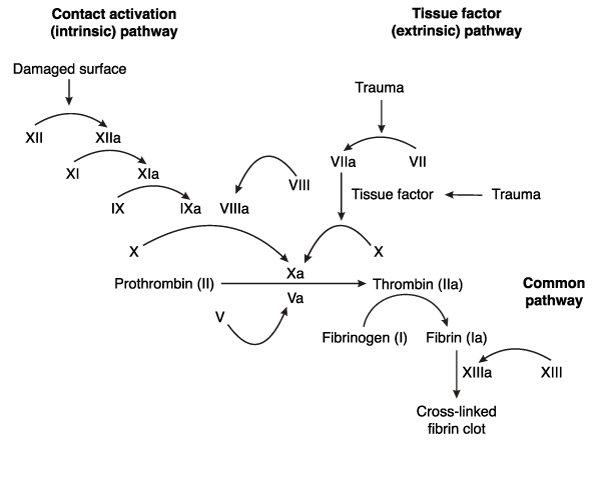 Contact activation
(intrinsic) pathway
Tissue factor
(extrinsic) pathway
Damaged surface
Trauma
XII
XIIa
VIIa
VII
XI
XIa
VIII
Tissue factor
Trauma
IX
IXa
VIIIa
X
X
Xa
Prothrombin (II)
Thrombin (IIa)
Common
pathway
Va
V
Fibrinogen (I)
Fibrin (Ia)
XIIIa
XIII
Cross-linked
fibrin clot